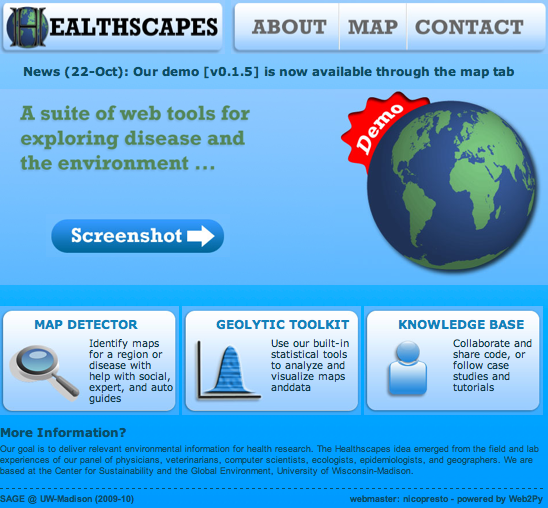 HEALTHSCAPES
ABOUT MAP CONTACT
News (22-Oct): Our demo [v0.1.5] is now available through the map tab
A suite of web tools for
exploring disease and
the environment ...
Demo
Screenshot
MAP DETECTOR
Identify maps
for a region or
disease with
help with social,
expert, and auto
guides
GEOLYTIC TOOLKIT
Use our built-in
statistical tools
to analyze and
visualize maps
anddata
KNOWLEDGE BASE
Collaborate and
share code, or
follow case
studies and
tutorials
More Information?
Our goal is to deliver relevant environmental information for health research. The Healthscapes idea emerged from the field and lab
experiences of our panel of physicians, veterinarians, computer scientists, ecologists, epidemiologists, and geographers. We are
based at the Center for Sustainability and the Global Environment, University of Wisconsin-Madison.
SAGE @ UW-Madison (2009-10) webmaster: nicopresto - powered by Web2Py